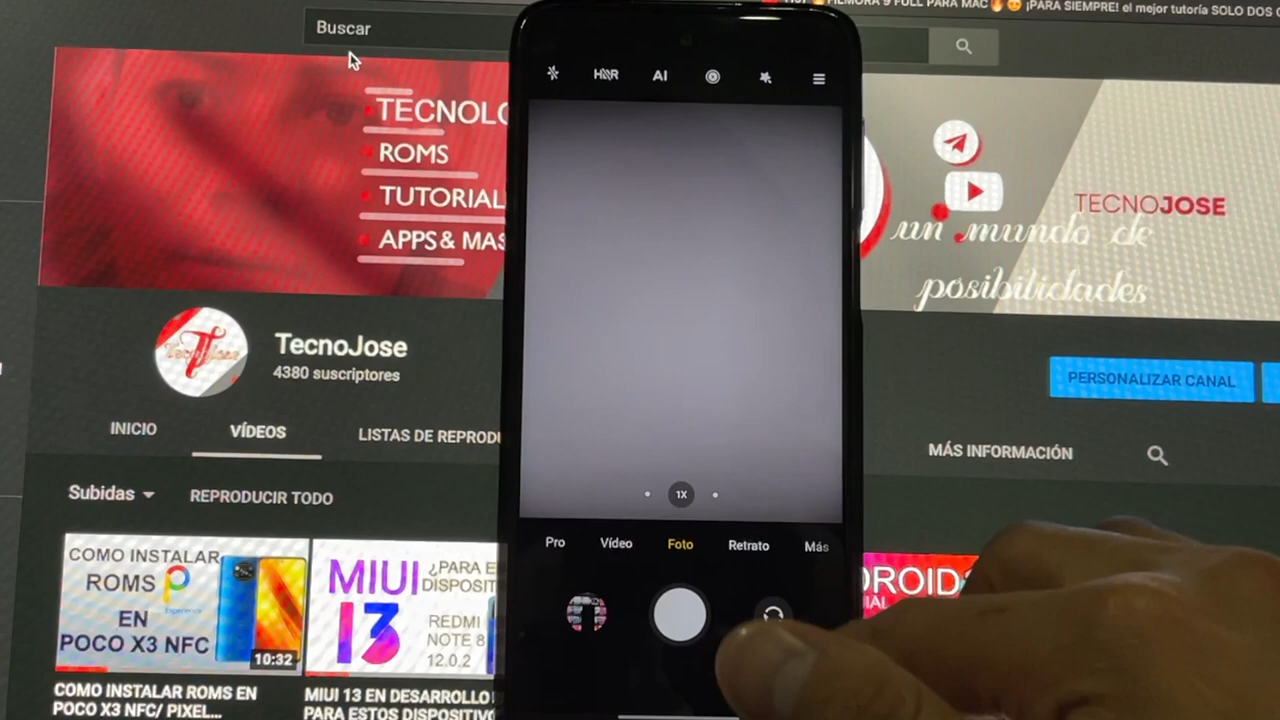 FILMORA 9 FULL PARA MAC🔥😳 ¡PARA SIEMPRE! el mejor tutoría SOLO DOS
Buscar
HDR
AI
TECNOLO
ROMS
TUTORIAL
APPS & MAS
TECNOJOSE
un mundo de
posibilidades
TecnoJose
4380 suscriptores
PERSONALIZAR CANAL
INICIO
VÍDEOS
LISTAS DE REPRODU
MÁS INFORMACIÓN
Subidas
REPRODUCIR TODO
1X
Pro
Vídeo
Foto
Retrato
Más
COMO INSTALAR
ROMS
Experience
EN
POCO X3 NFC
10:32
MIUI
13
¿PARA E
DISPOSIT
REDMI
NOTE 8
12.0.2
DROID
IAL
COMO INSTALAR ROMS EN
POCO X3 NFC/ PIXEL...
MIUI 13 EN DESARROLLO
PARA ESTOS DISPOSITIVO